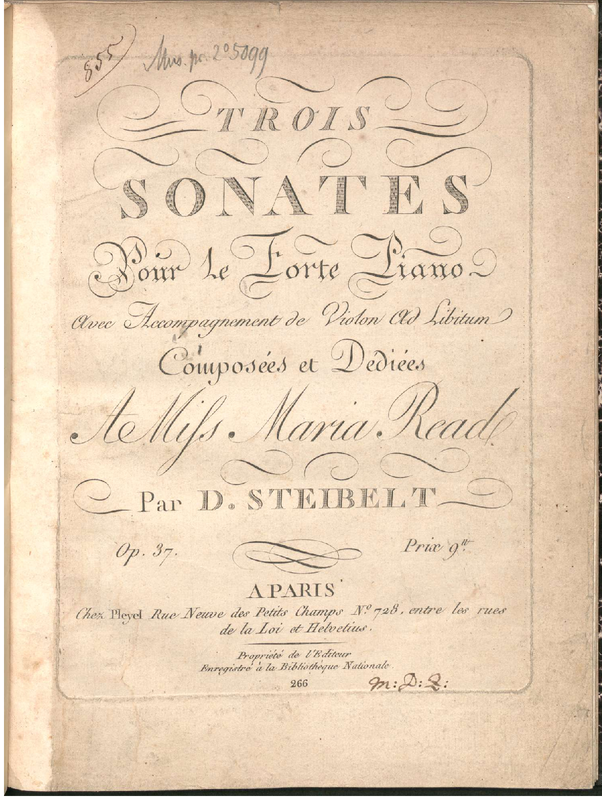 855
Mus. pr. 2° 5099
TROIS
SONATES
Pour le Forte Piano
Avec Accompagnement de Violon Ad Libitum
Composées et Dédiées
A Miſs Maria Read
Par D. STEIBELT
Op. 37. Prix 9tt
A PARIS
Chez Pleyel Rue Neuve des Petits Champs No. 728, entre les rues
de la Loi et Helvetius.
Propriété de l'Editeur
Enregistré à la Bibliothèque Nationale.
266
M: D: Z: